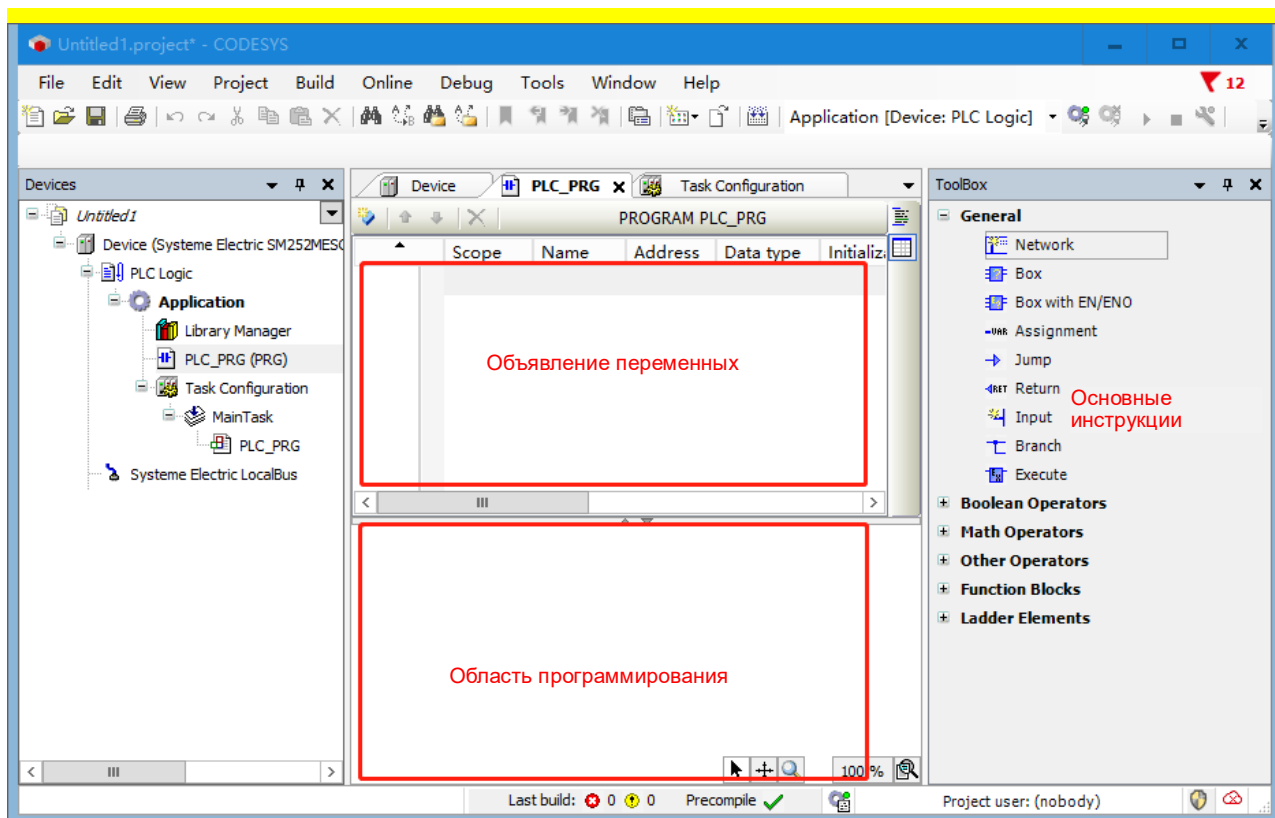 Untitled1.project* - CODESYS
File Edit View Project Build Online Debug Tools Window Help
12
Application [Device: PLC Logic]
Devices
Untitled1
Device (Systeme Electric SM252MESC
PLC Logic
Application
Library Manager
PLC_PRG (PRG)
Task Configuration
MainTask
PLC_PRG
Systeme Electric LocalBus
Device PLC_PRG Task Configuration
PROGRAM PLC_PRG
Scope Name Address Data type Initializa
Объявление переменных
Область программирования
100 %
ToolBox
General
Network
Box
Box with EN/ENO
Assignment
Jump
Return
Input
Branch
Execute
Основные
инструкции
Boolean Operators
Math Operators
Other Operators
Function Blocks
Ladder Elements
Last build: 0 0 Precompile
Project user: (nobody)